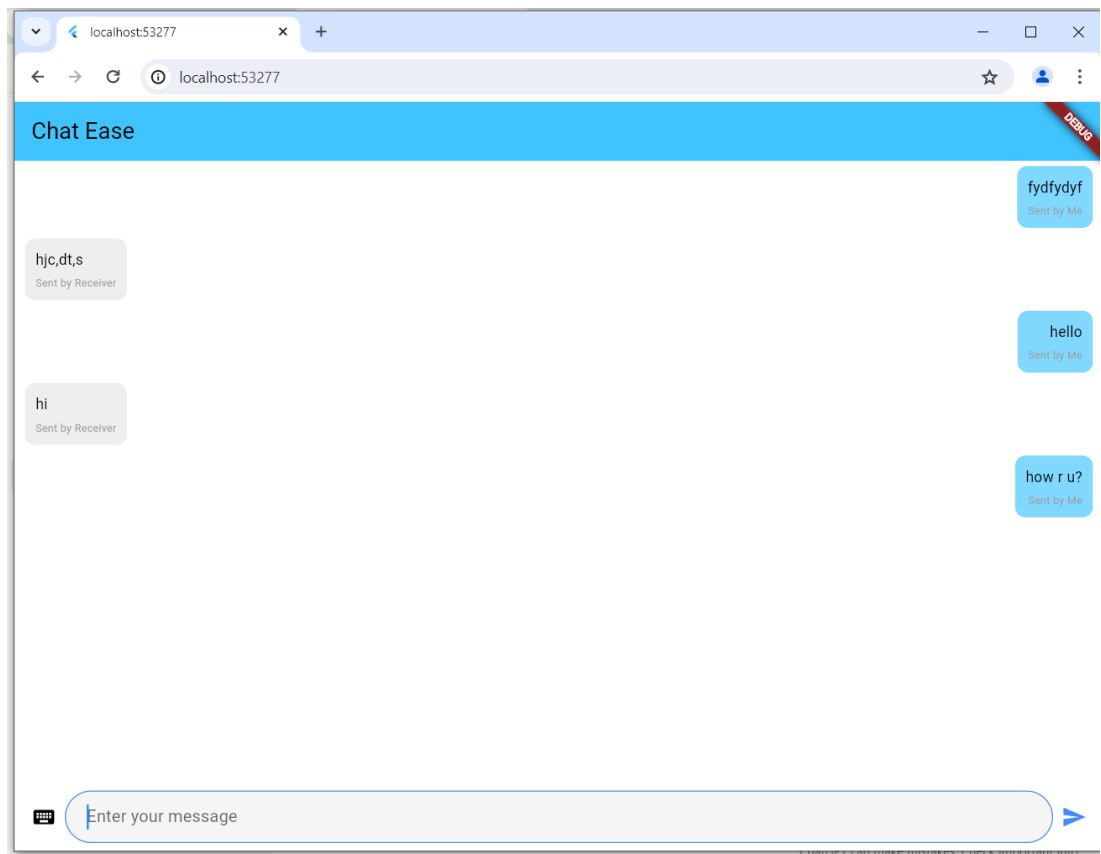 localhost:53277
localhost:53277
Chat Ease
DEBUG
fydfydyf
Sent by Me
hjc,dt,s
Sent by Receiver
hello
Sent by Me
hi
Sent by Receiver
how r u?
Sent by Me
Enter your message